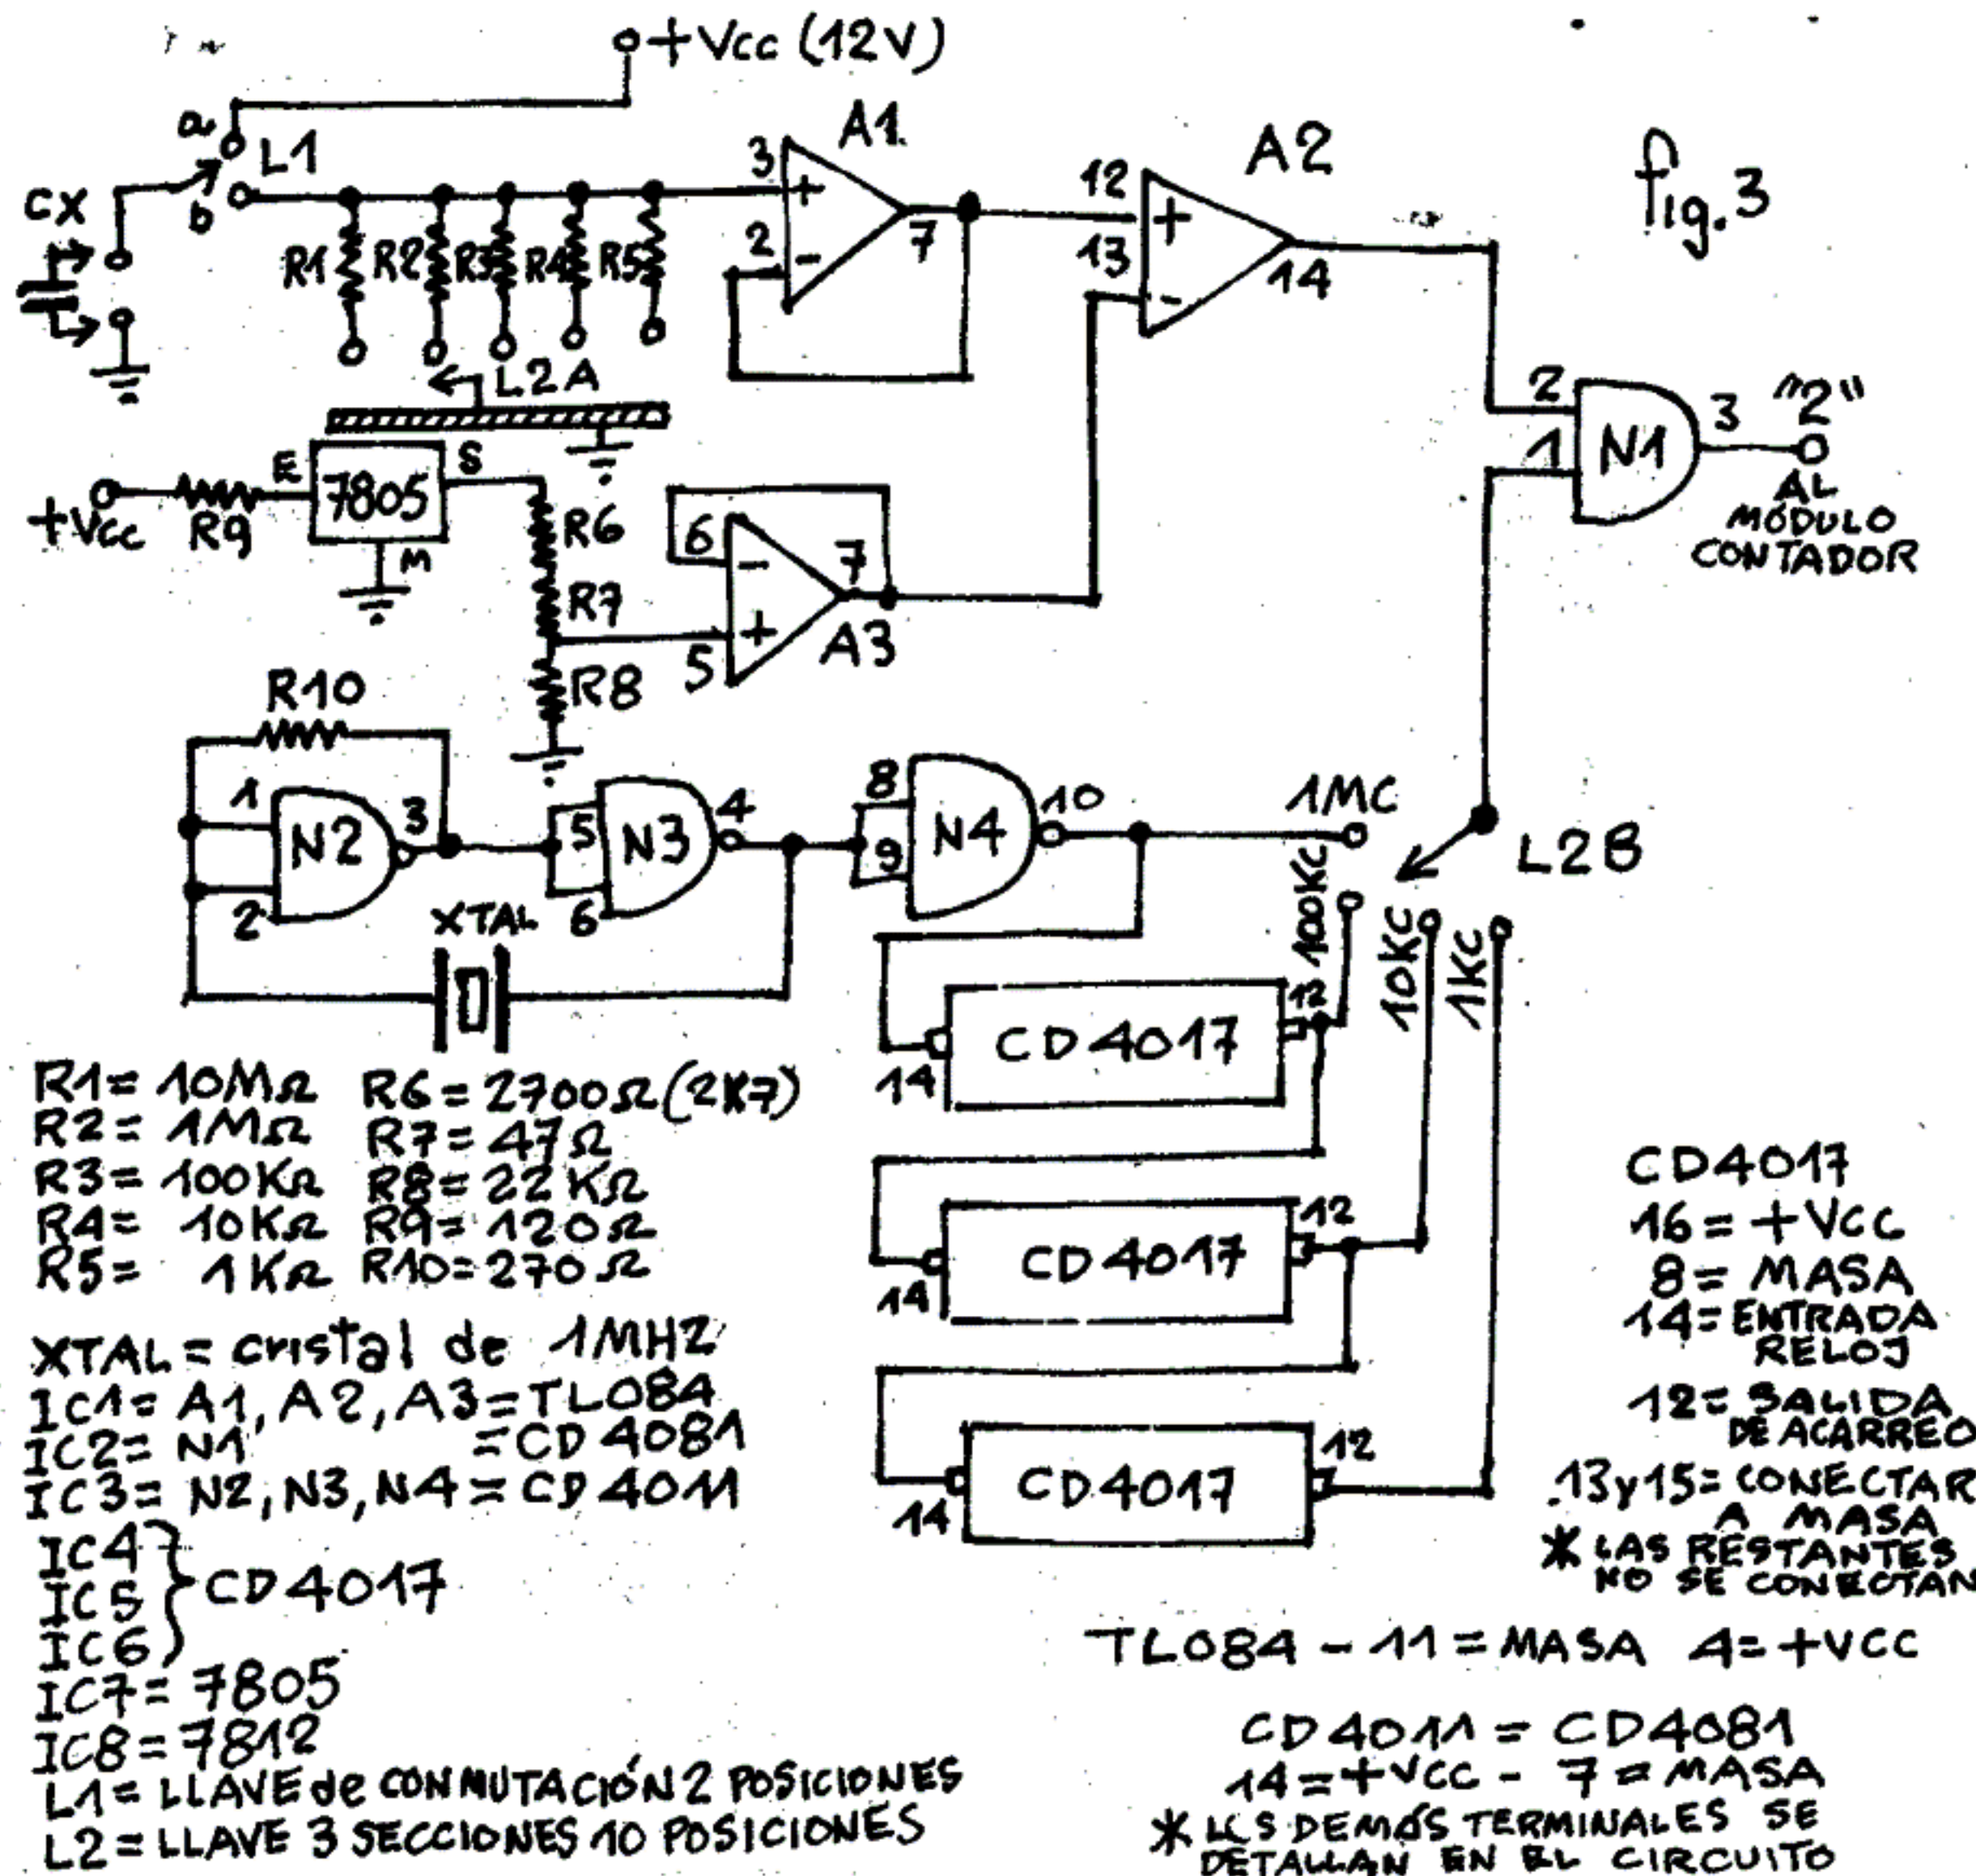 +Vcc (12V)
a
L1
b
CX
R1 R2 R3 R4 R5
3
+
2
-
A1
7
12
+
13
-
A2
14
fig. 3
L2A
2
1
N1
3
"2"
AL
MÓDULO
CONTADOR
+Vcc
R9
E
7805
S
M
R6
R7
R8
6
-
5
+
7
A3
R10
1
2
N2
3
5
6
N3
4
8
9
N4
10
XTAL
1MC
100KC
10KC
1KC
L2B
14
CD4017
12
14
CD4017
12
14
CD4017
12
R1= 10MΩ R6=2700Ω(2K7)
R2= 1MΩ R7=47Ω
R3=100KΩ R8=22KΩ
R4= 10KΩ R9=120Ω
R5= 1KΩ R10=270Ω
XTAL= cristal de 1MHZ
IC1= A1, A2, A3=TL084
IC2= N1 =CD4081
IC3= N2, N3, N4=CD4011
IC4
IC5
IC6
CD4017
IC7= 7805
IC8=7812
L1= LLAVE de CONMUTACIÓN 2 POSICIONES
L2= LLAVE 3 SECCIONES 10 POSICIONES
CD4017
16=+VCC
8= MASA
14=ENTRADA
RELOJ
12= SALIDA
DE ACARREO
13y15=CONECTAR
A MASA
* LAS RESTANTES
NO SE CONECTAN
TL084 - 11=MASA 4=+VCC
CD4011 = CD4081
14=+VCC - 7=MASA
* LOS DEMÁS TERMINALES SE
DETALLAN EN EL CIRCUITO